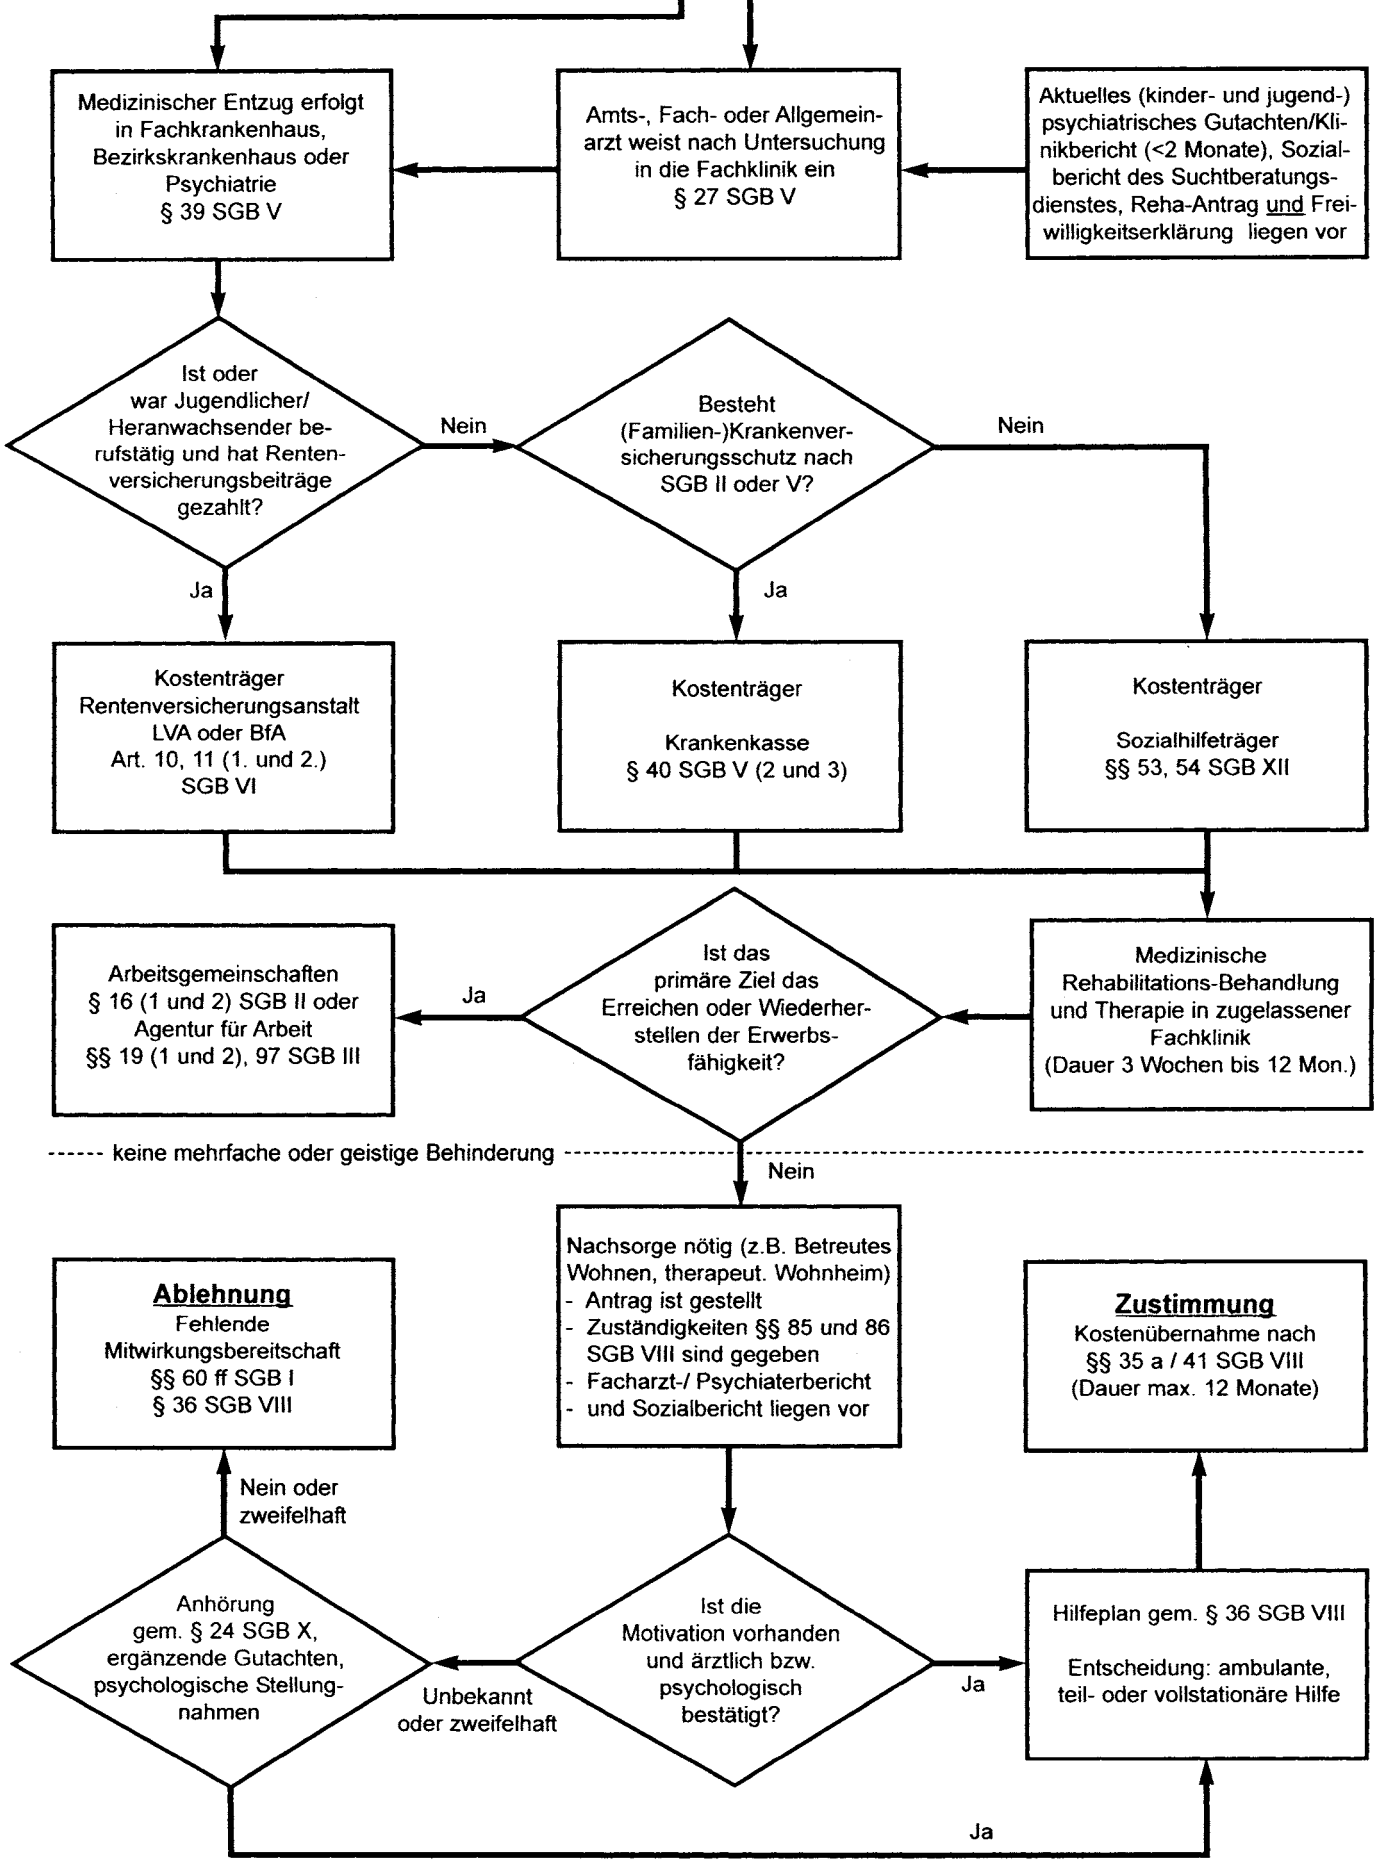 Medizinischer Entzug erfolgt
in Fachkrankenhaus,
Bezirkskrankenhaus oder
Psychiatrie
§ 39 SGB V
Amts-, Fach- oder Allgemein-
arzt weist nach Untersuchung
in die Fachklinik ein
§ 27 SGB V
Aktuelles (kinder- und jugend-)
psychiatrisches Gutachten/Kli-
nikbericht (<2 Monate), Sozial-
bericht des Suchtberatungs-
dienstes, Reha-Antrag und Frei-
willigkeitserklärung liegen vor
Ist oder
war Jugendlicher/
Heranwachsender be-
rufstätig und hat Renten-
versicherungsbeiträge
gezahlt?
Nein
Besteht
(Familien-)Krankenver-
sicherungsschutz nach
SGB II oder V?
Nein
Ja
Ja
Kostenträger
Rentenversicherungsanstalt
LVA oder BfA
Art. 10, 11 (1. und 2.)
SGB VI
Kostenträger
Krankenkasse
§ 40 SGB V (2 und 3)
Kostenträger
Sozialhilfeträger
§§ 53, 54 SGB XII
Arbeitsgemeinschaften
§ 16 (1 und 2) SGB II oder
Agentur für Arbeit
§§ 19 (1 und 2), 97 SGB III
Ja
Ist das
primäre Ziel das
Erreichen oder Wiederher-
stellen der Erwerbs-
fähigkeit?
Medizinische
Rehabilitations-Behandlung
und Therapie in zugelassener
Fachklinik
(Dauer 3 Wochen bis 12 Mon.)
keine mehrfache oder geistige Behinderung
Nein
Ablehnung
Fehlende
Mitwirkungsbereitschaft
§§ 60 ff SGB I
§ 36 SGB VIII
Nachsorge nötig (z.B. Betreutes
Wohnen, therapeut. Wohnheim)
- Antrag ist gestellt
- Zuständigkeiten §§ 85 und 86
SGB VIII sind gegeben
- Facharzt-/ Psychiaterbericht
- und Sozialbericht liegen vor
Zustimmung
Kostenübernahme nach
§§ 35 a / 41 SGB VIII
(Dauer max. 12 Monate)
Nein oder
zweifelhaft
Anhörung
gem. § 24 SGB X,
ergänzende Gutachten,
psychologische Stellung-
nahmen
Unbekannt
oder zweifelhaft
Ist die
Motivation vorhanden
und ärztlich bzw.
psychologisch
bestätigt?
Ja
Hilfeplan gem. § 36 SGB VIII
Entscheidung: ambulante,
teil- oder vollstationäre Hilfe
Ja